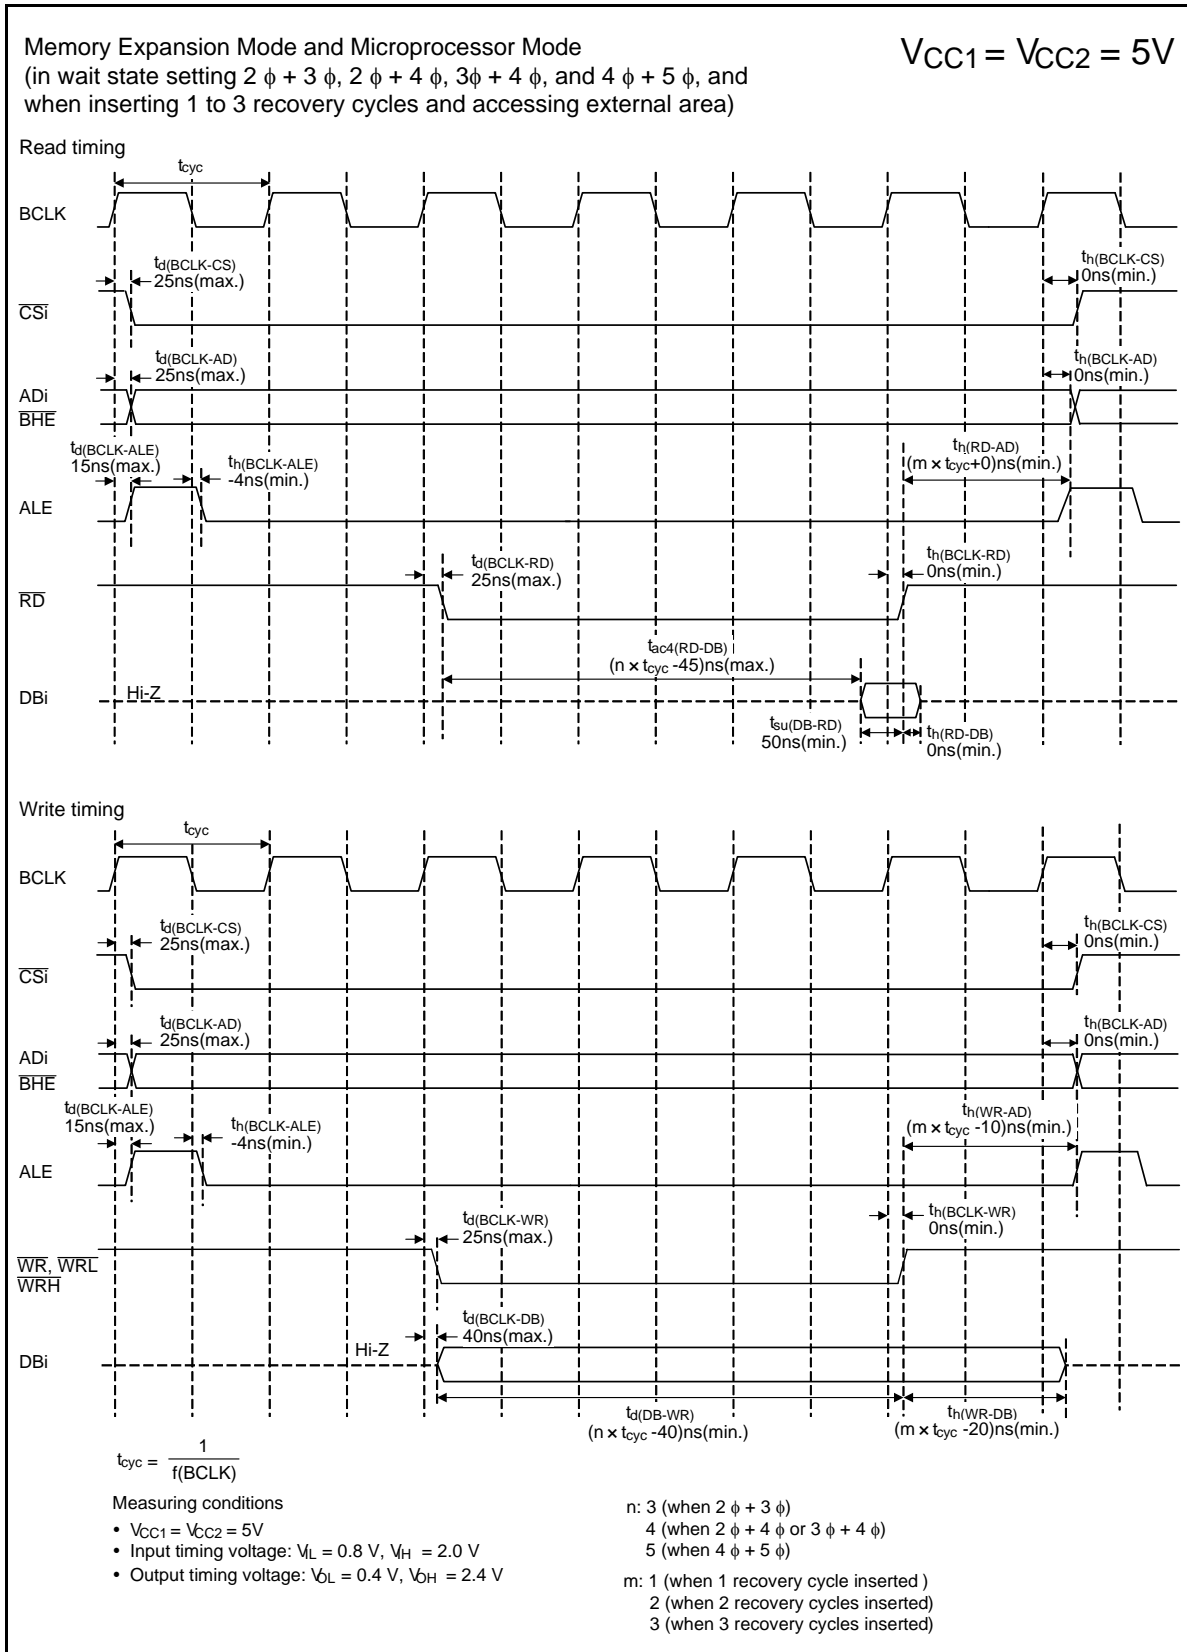 Memory Expansion Mode and Microprocessor Mode
(in wait state setting 2 ϕ + 3 ϕ, 2 ϕ + 4 ϕ, 3ϕ + 4 ϕ, and 4 ϕ + 5 ϕ, and
when inserting 1 to 3 recovery cycles and accessing external area)
VCC1 = VCC2 = 5V
Read timing
tcyc
BCLK
td(BCLK-CS)
25ns(max.)
th(BCLK-CS)
0ns(min.)
CSi
td(BCLK-AD)
25ns(max.)
th(BCLK-AD)
0ns(min.)
ADi
BHE
td(BCLK-ALE)
15ns(max.)
th(BCLK-ALE)
-4ns(min.)
th(RD-AD)
(m × tcyc+0)ns(min.)
ALE
td(BCLK-RD)
25ns(max.)
th(BCLK-RD)
0ns(min.)
RD
tac4(RD-DB)
(n × tcyc -45)ns(max.)
DBi
Hi-Z
tsu(DB-RD)
50ns(min.)
th(RD-DB)
0ns(min.)
Write timing
tcyc
BCLK
td(BCLK-CS)
25ns(max.)
th(BCLK-CS)
0ns(min.)
CSi
td(BCLK-AD)
25ns(max.)
th(BCLK-AD)
0ns(min.)
ADi
BHE
td(BCLK-ALE)
15ns(max.)
th(BCLK-ALE)
-4ns(min.)
th(WR-AD)
(m × tcyc -10)ns(min.)
ALE
td(BCLK-WR)
25ns(max.)
th(BCLK-WR)
0ns(min.)
WR, WRL
WRH
td(BCLK-DB)
40ns(max.)
Hi-Z
DBi
td(DB-WR)
(n × tcyc -40)ns(min.)
th(WR-DB)
(m × tcyc -20)ns(min.)
tcyc = 1
f(BCLK)
Measuring conditions
• VCC1 = VCC2 = 5V
• Input timing voltage: VIL = 0.8 V, VIH = 2.0 V
• Output timing voltage: VOL = 0.4 V, VOH = 2.4 V
n: 3 (when 2 ϕ + 3 ϕ)
4 (when 2 ϕ + 4 ϕ or 3 ϕ + 4 ϕ)
5 (when 4 ϕ + 5 ϕ)
m: 1 (when 1 recovery cycle inserted )
2 (when 2 recovery cycles inserted)
3 (when 3 recovery cycles inserted)